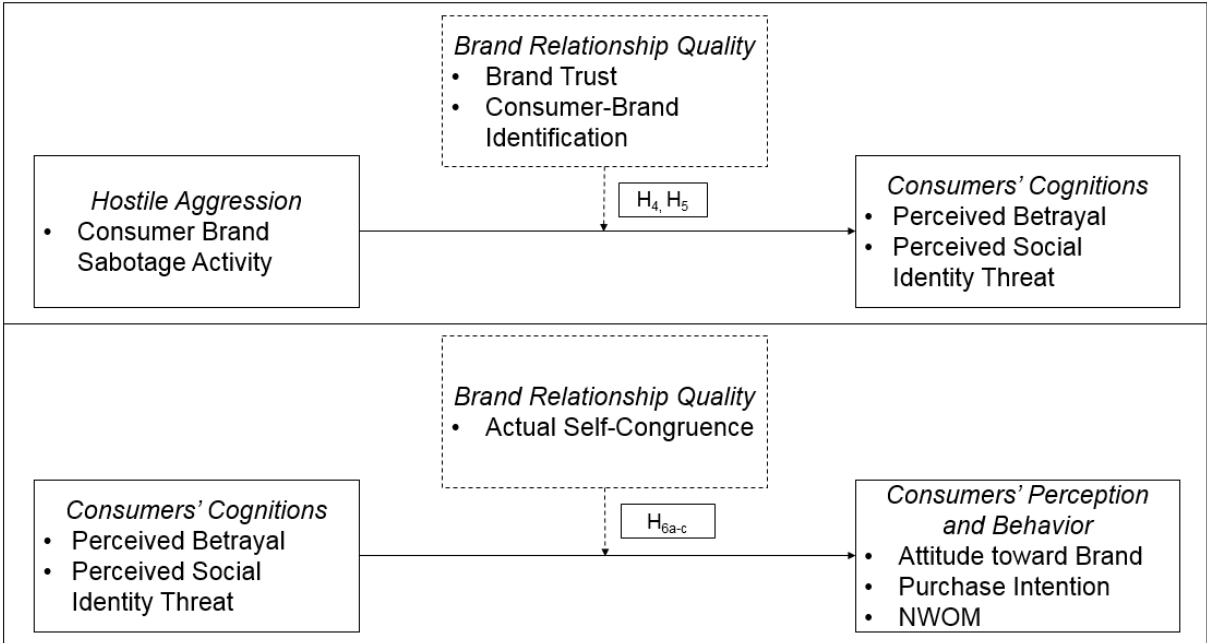 Brand Relationship Quality
• Brand Trust
• Consumer-Brand
Identification
Hostile Aggression
• Consumer Brand
Sabotage Activity
H₄, H₅
Consumers’ Cognitions
• Perceived Betrayal
• Perceived Social
Identity Threat
Brand Relationship Quality
• Actual Self-Congruence
Consumers’ Cognitions
• Perceived Betrayal
• Perceived Social
Identity Threat
H6a-c
Consumers’ Perception
and Behavior
• Attitude toward Brand
• Purchase Intention
• NWOM